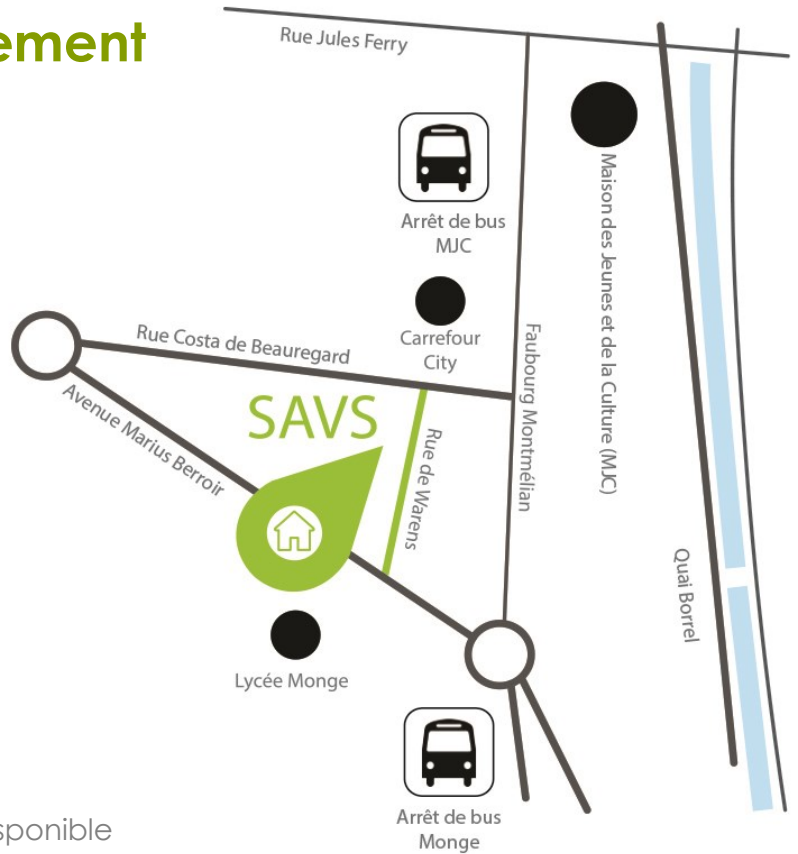 ement
Rue Jules Ferry
Arrêt de bus
MJC
Maison des Jeunes et de la Culture (MJC)
Carrefour
City
Rue Costa de Beauregard
Faubourg Montmélian
Avenue Marius Berroir
SAVS
Rue de Warens
Quai Borrel
Lycée Monge
Arrêt de bus
Monge
sponible